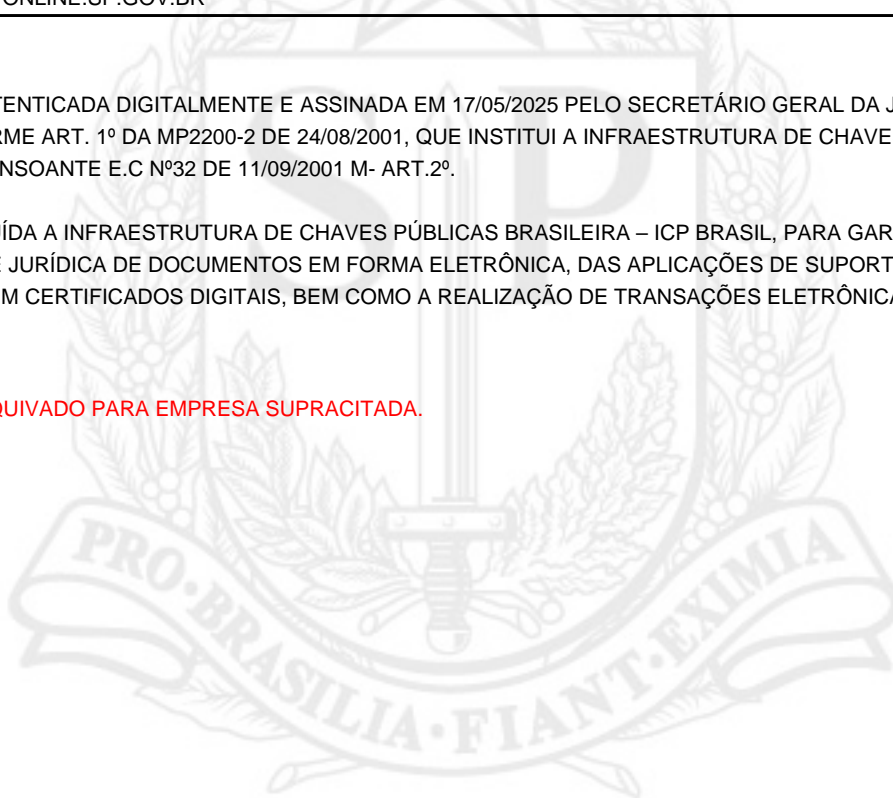 ONLINE.SP.GOV.BR
TENTICADA DIGITALMENTE E ASSINADA EM 17/05/2025 PELO SECRETÁRIO GERAL DA J
RME ART. 1º DA MP2200-2 DE 24/08/2001, QUE INSTITUI A INFRAESTRUTURA DE CHAVE
NSOANTE E.C Nº32 DE 11/09/2001 M- ART.2º.
ÍDA A INFRAESTRUTURA DE CHAVES PÚBLICAS BRASILEIRA – ICP BRASIL, PARA GAR
E JURÍDICA DE DOCUMENTOS EM FORMA ELETRÔNICA, DAS APLICAÇÕES DE SUPORT
M CERTIFICADOS DIGITAIS, BEM COMO A REALIZAÇÃO DE TRANSAÇÕES ELETRÔNICA
QUIVADO PARA EMPRESA SUPRACITADA.
SP
PRO·BRASILIA·FIANT·EXIMIA